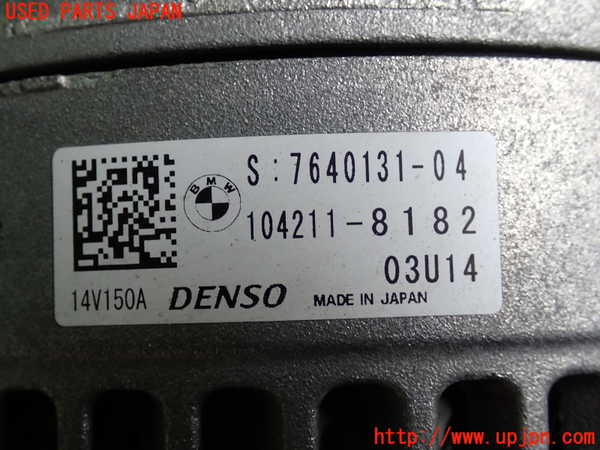 USED PARTS JAPAN
BMW
S:7640131-04
104211-8182
03U14
14V150A DENSO MADE IN JAPAN
http://www.upjpn.com/